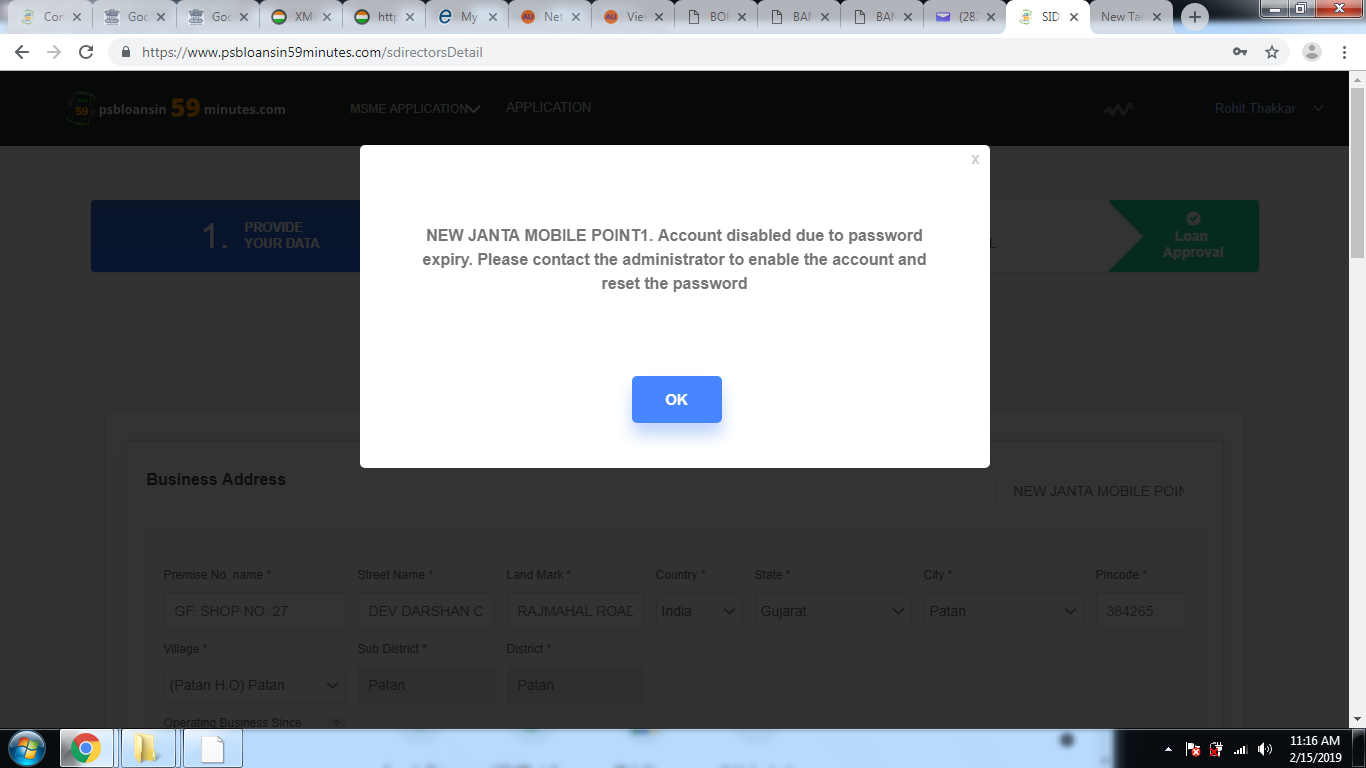 Con
Goo
Goo
XMI
http
My
Net
Viev
BOI
BAN
BAN
(28.
SID
New Tab
https://www.psbloansin59minutes.com/sdirectorsDetail
59 psbloansin 59 minutes.com
MSME APPLICATION
APPLICATION
Rohit Thakkar
X
1. PROVIDE
YOUR DATA
Loan
Approval
NEW JANTA MOBILE POINT1. Account disabled due to password
expiry. Please contact the administrator to enable the account and
reset the password
OK
Business Address
NEW JANTA MOBILE POIN
Premise No. name * Street Name * Land Mark * Country * State * City * Pincode *
GF. SHOP NO. 27 DEV DARSHAN C RAJMAHAL ROAD India Gujarat Patan 384265
Village * Sub District * District *
(Patan H.O) Patan Patan Patan
Operating Business Since ?
11:16 AM
2/15/2019